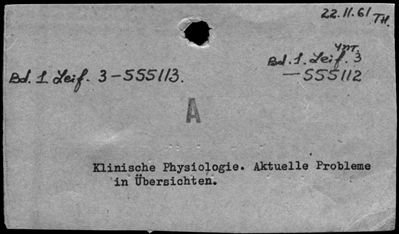 22.11.61 TH.
Bd. 1. Leif. 3
— 555112
Bd. 1 Leif. 3 — 555113.
A
Klinische Physiologie. Aktuelle Probleme
in Übersichten.